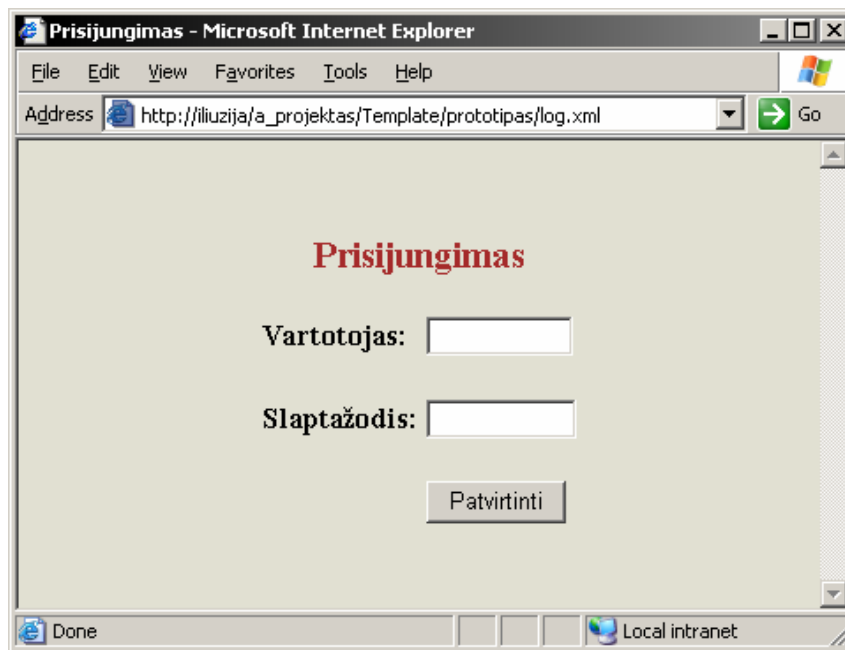 Prisijungimas - Microsoft Internet Explorer
File Edit View Favorites Tools Help
Address http://iliuzija/a_projektas/Template/prototipas/log.xml Go
Prisijungimas
Vartotojas:
Slaptažodis:
Patvirtinti
Done Local intranet